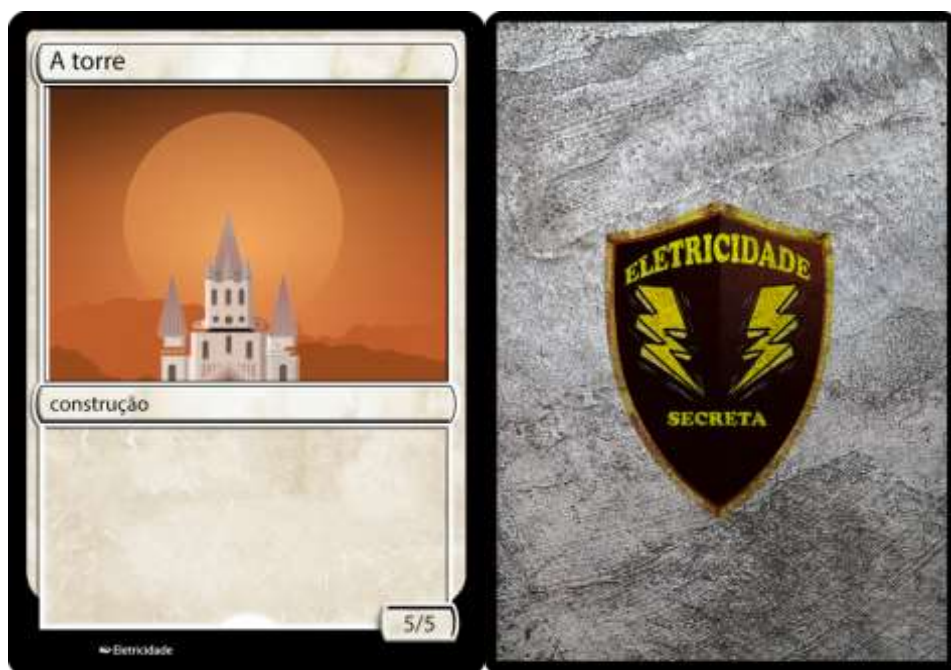 A torre
construção
5/5
Eletricidade
ELETRICIDADE
SECRETA